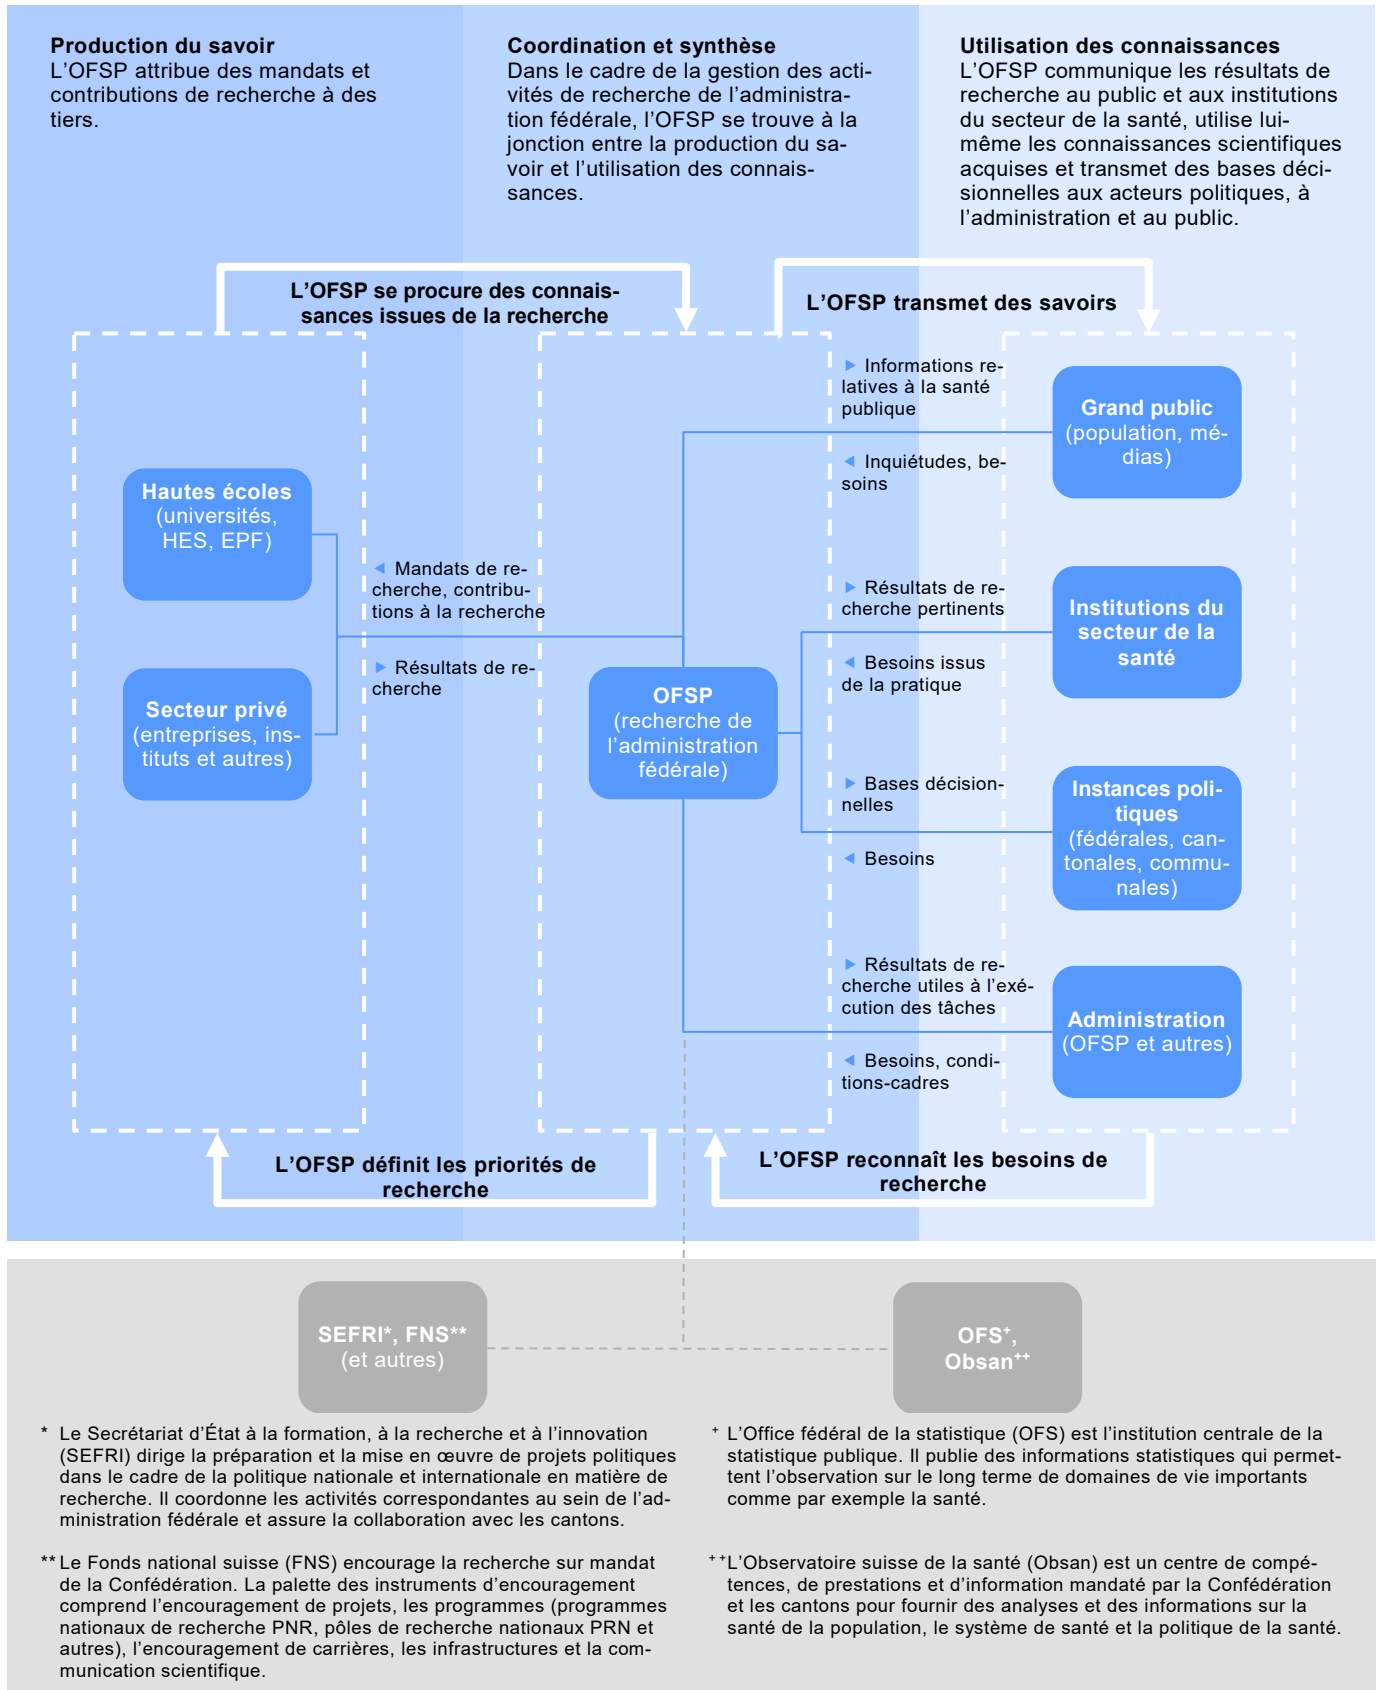 Production du savoir
L’OFSP attribue des mandats et
contributions de recherche à des
tiers.
Coordination et synthèse
Dans le cadre de la gestion des acti-
vités de recherche de l’administra-
tion fédérale, l’OFSP se trouve à la
jonction entre la production du sa-
voir et l’utilisation des connais-
sances.
Utilisation des connaissances
L’OFSP communique les résultats de
recherche au public et aux institutions
du secteur de la santé, utilise lui-
même les connaissances scientifiques
acquises et transmet des bases déci-
sionnelles aux acteurs politiques, à
l’administration et au public.
L’OFSP se procure des connais-
sances issues de la recherche
L’OFSP transmet des savoirs
Hautes écoles
(universités,
HES, EPF)
Secteur privé
(entreprises, ins-
tituts et autres)
◄ Mandats de re-
cherche, contribu-
tions à la recherche
► Résultats de re-
cherche
OFSP
(recherche de
l’administration
fédérale)
► Informations re-
latives à la santé
publique
◄ Inquiétudes, be-
soins
Grand public
(population, mé-
dias)
► Résultats de re-
cherche pertinents
◄ Besoins issus
de la pratique
Institutions du
secteur de la
santé
► Bases décision-
nelles
◄ Besoins
Instances poli-
tiques
(fédérales, can-
tonales, commu-
nales)
► Résultats de re-
cherche utiles à l’exé-
cution des tâches
◄ Besoins, condi-
tions-cadres
Administration
(OFSP et autres)
L’OFSP définit les priorités de
recherche
L’OFSP reconnaît les besoins de
recherche
SEFRI*, FNS**
(et autres)
OFS⁺,
Obsan⁺⁺
* Le Secrétariat d’État à la formation, à la recherche et à l’innovation
(SEFRI) dirige la préparation et la mise en œuvre de projets politiques
dans le cadre de la politique nationale et internationale en matière de
recherche. Il coordonne les activités correspondantes au sein de l’ad-
ministration fédérale et assure la collaboration avec les cantons.
** Le Fonds national suisse (FNS) encourage la recherche sur mandat
de la Confédération. La palette des instruments d’encouragement
comprend l’encouragement de projets, les programmes (programmes
nationaux de recherche PNR, pôles de recherche nationaux PRN et
autres), l’encouragement de carrières, les infrastructures et la com-
munication scientifique.
⁺ L’Office fédéral de la statistique (OFS) est l’institution centrale de la
statistique publique. Il publie des informations statistiques qui permet-
tent l’observation sur le long terme de domaines de vie importants
comme par exemple la santé.
⁺⁺ L’Observatoire suisse de la santé (Obsan) est un centre de compé-
tences, de prestations et d’information mandaté par la Confédération
et les cantons pour fournir des analyses et des informations sur la
santé de la population, le système de santé et la politique de la santé.